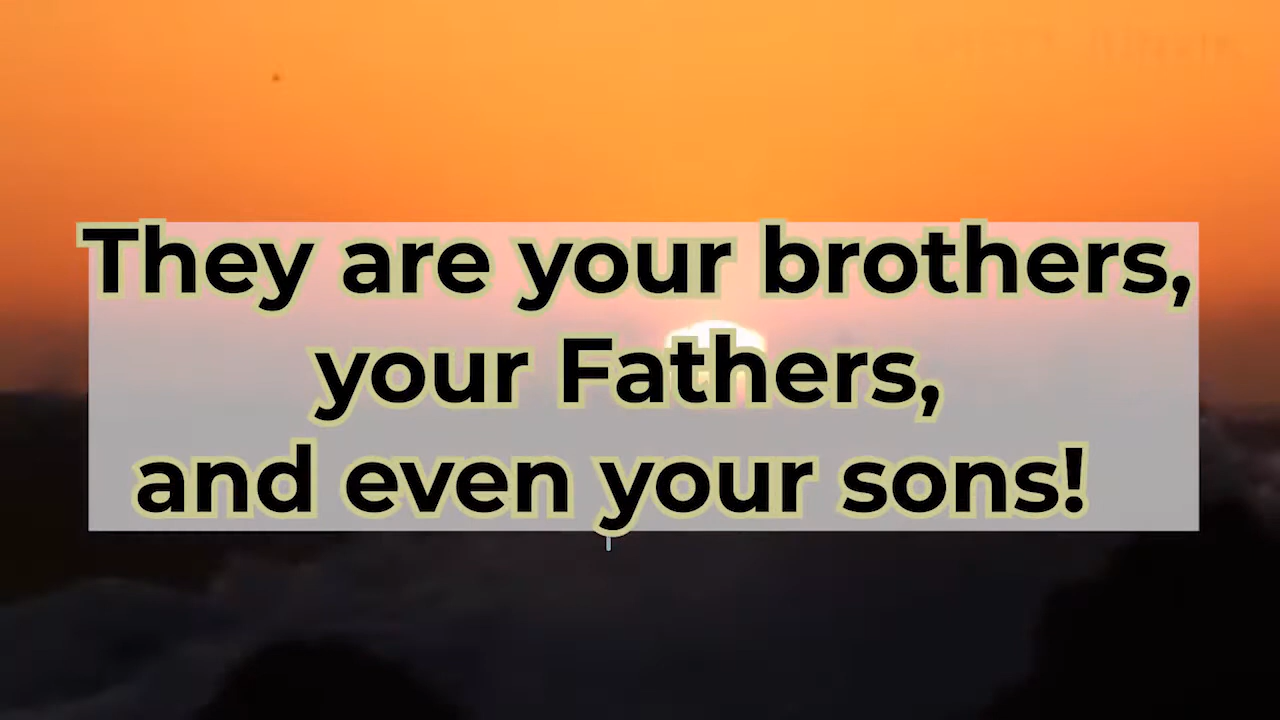 They are your brothers,
your Fathers,
and even your sons!